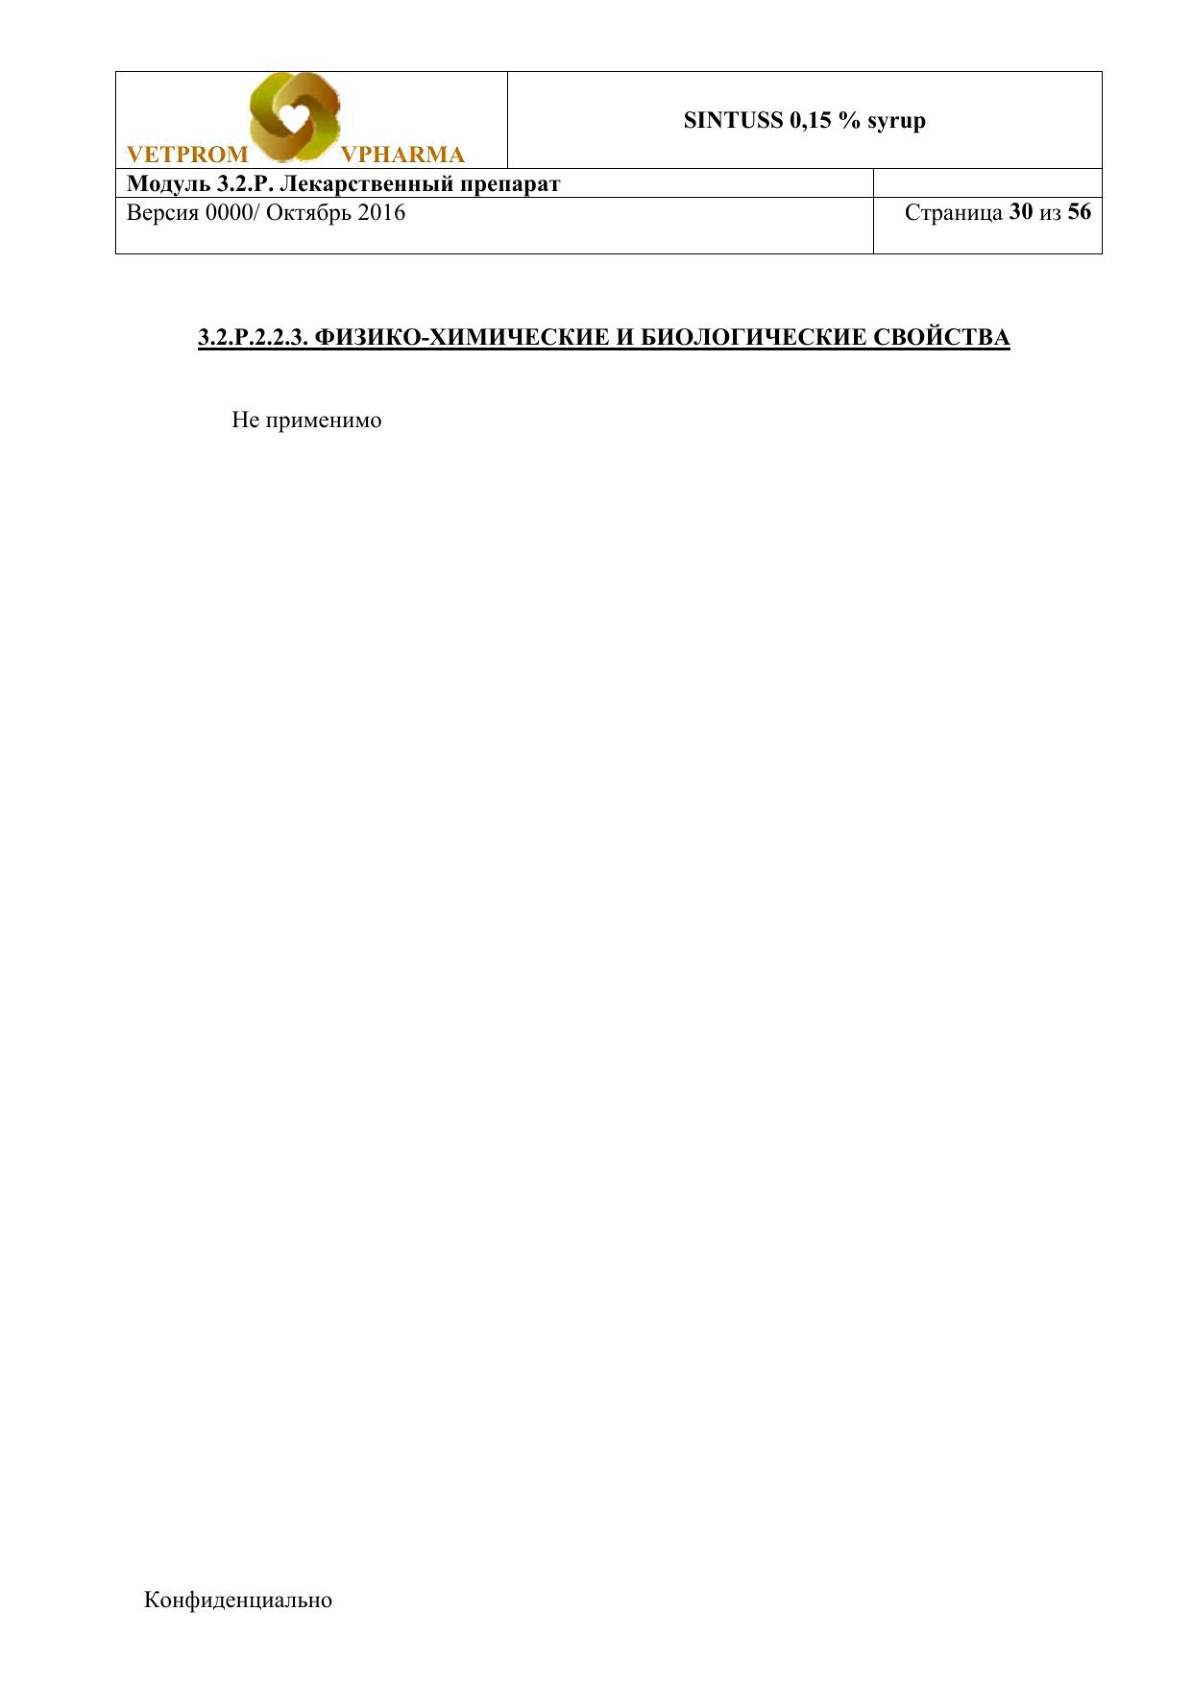 VETPROM VPHARMA
SINTUSS 0,15 % syrup
Модуль 3.2.P. Лекарственный препарат
Версия 0000/ Октябрь 2016
Страница 30 из 56
3.2.P.2.2.3. ФИЗИКО-ХИМИЧЕСКИЕ И БИОЛОГИЧЕСКИЕ СВОЙСТВА
Не применимо
Конфиденциально